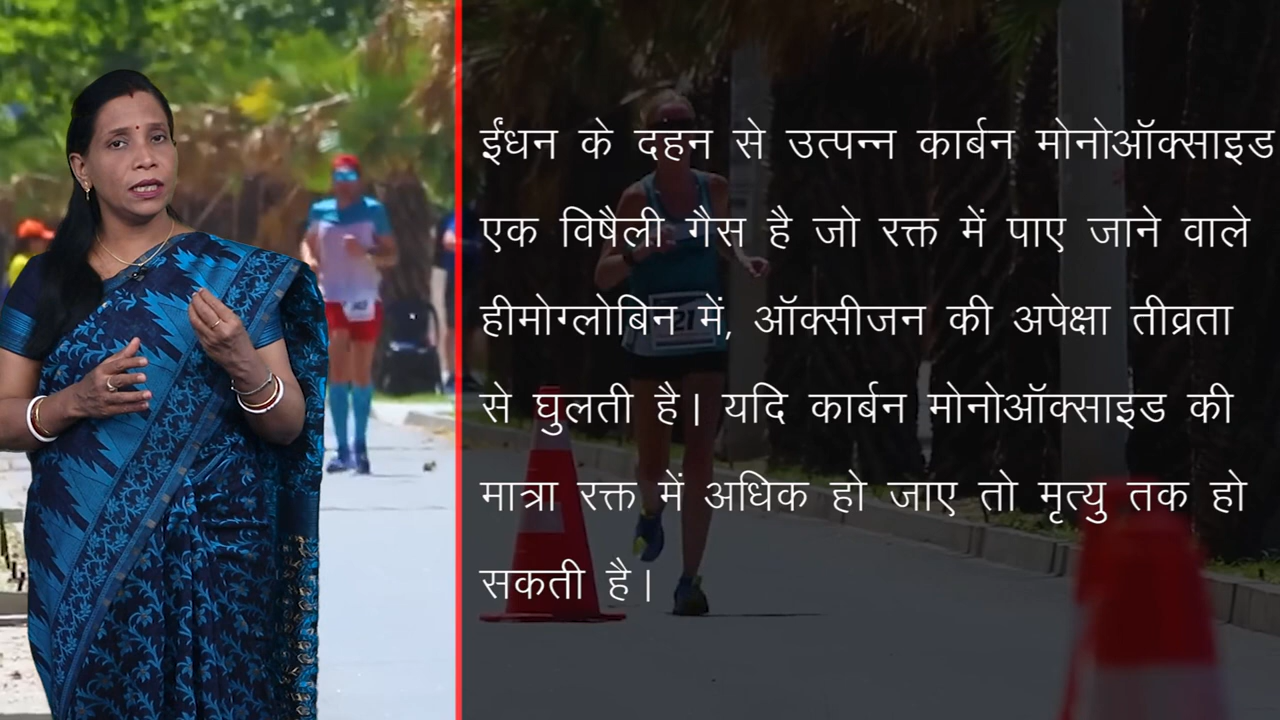 ईंधन के दहन से उत्पन्न कार्बन मोनोऑक्साइड
एक विषैली गैस है जो रक्त में पाए जाने वाले
हीमोग्लोबिन में, ऑक्सीजन की अपेक्षा तीव्रता
से घुलती है। यदि कार्बन मोनोऑक्साइड की
मात्रा रक्त में अधिक हो जाए तो मृत्यु तक हो
सकती है।